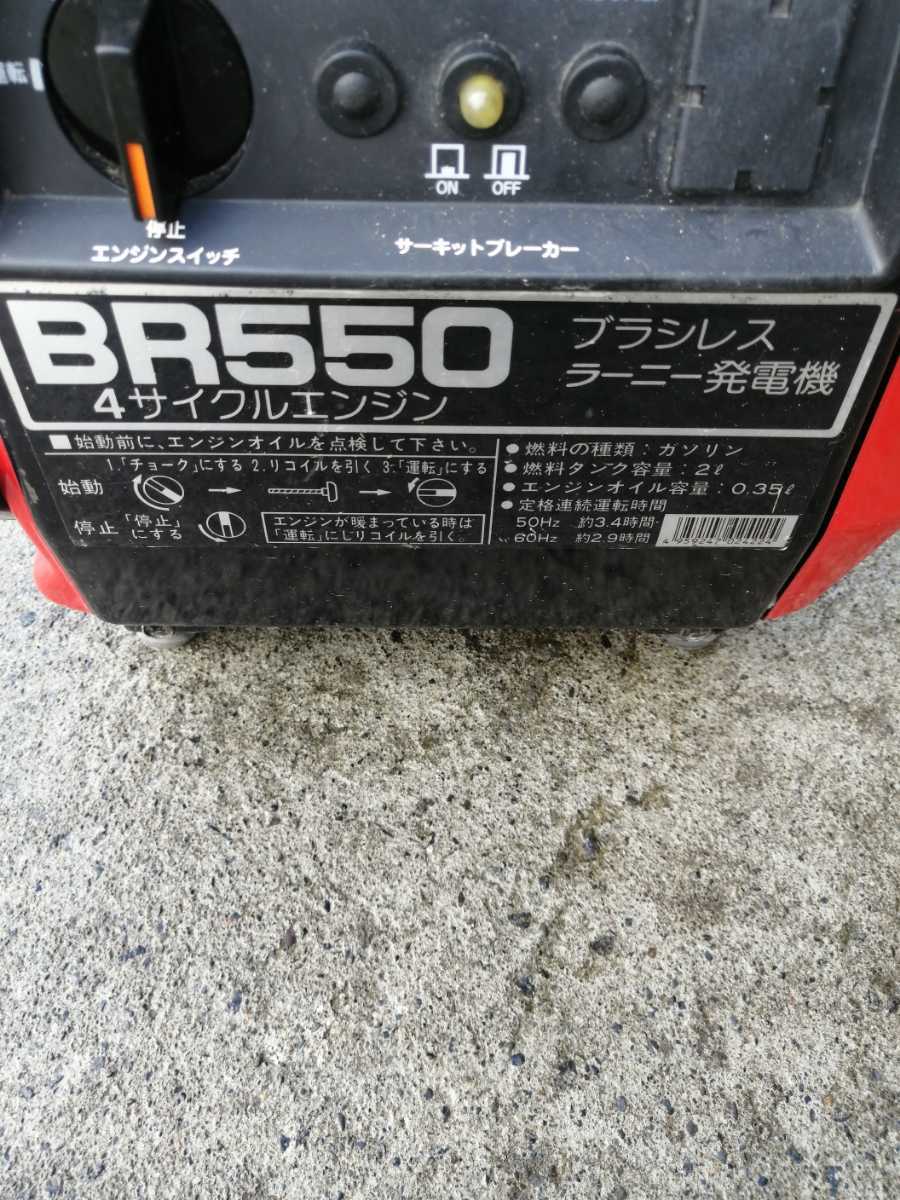 ON OFF
停止
エンジンスイッチ
サーキットブレーカー
BR550
ブラシレス
ラーニー発電機
4サイクルエンジン
■始動前に、エンジンオイルを点検して下さい。
1.「チョーク」にする 2.リコイルを引く 3.「運転」にする
始動
停止 「停止」にする
エンジンが暖まっている時は
「運転」にしリコイルを引く。
●燃料の種類：ガソリン
●燃料タンク容量：2ℓ
●エンジンオイル容量：0.35ℓ
●定格連続運転時間
50Hz 約3.4時間
60Hz 約2.9時間